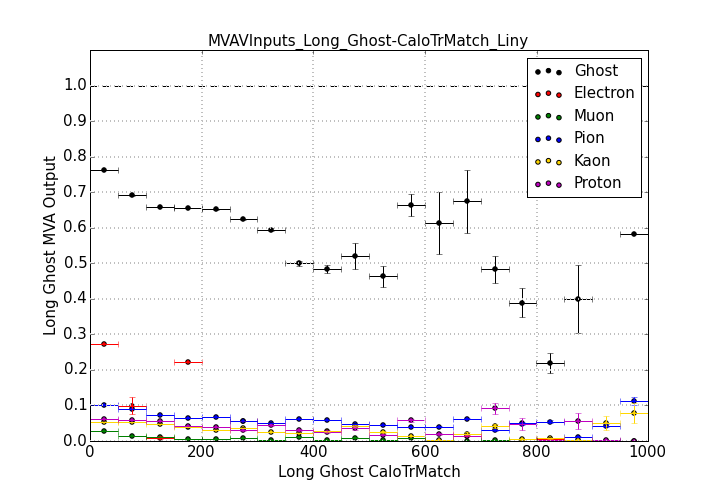 MVAVInputs_Long_Ghost-CaloTrMatch_Liny
Long Ghost MVA Output
1.0
0.9
0.8
0.7
0.6
0.5
0.4
0.3
0.2
0.1
0.0
Ghost
Electron
Muon
Pion
Kaon
Proton
0 200 400 600 800 1000
Long Ghost CaloTrMatch